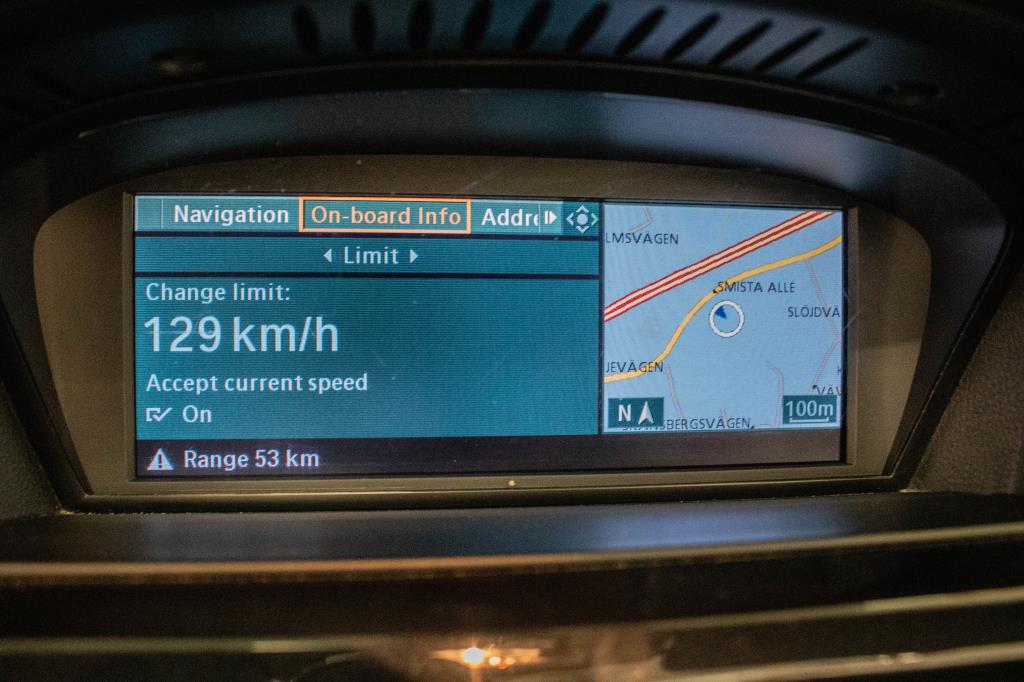 Navigation On-board Info Addre
Limit
Change limit:
129 km/h
Accept current speed
On
Range 53 km
LMSVÄGEN
SMISTA ALLÉ
SLÖJDVÄ
JEVÄGEN
VÄV
N
100m
BERGSVÄGEN